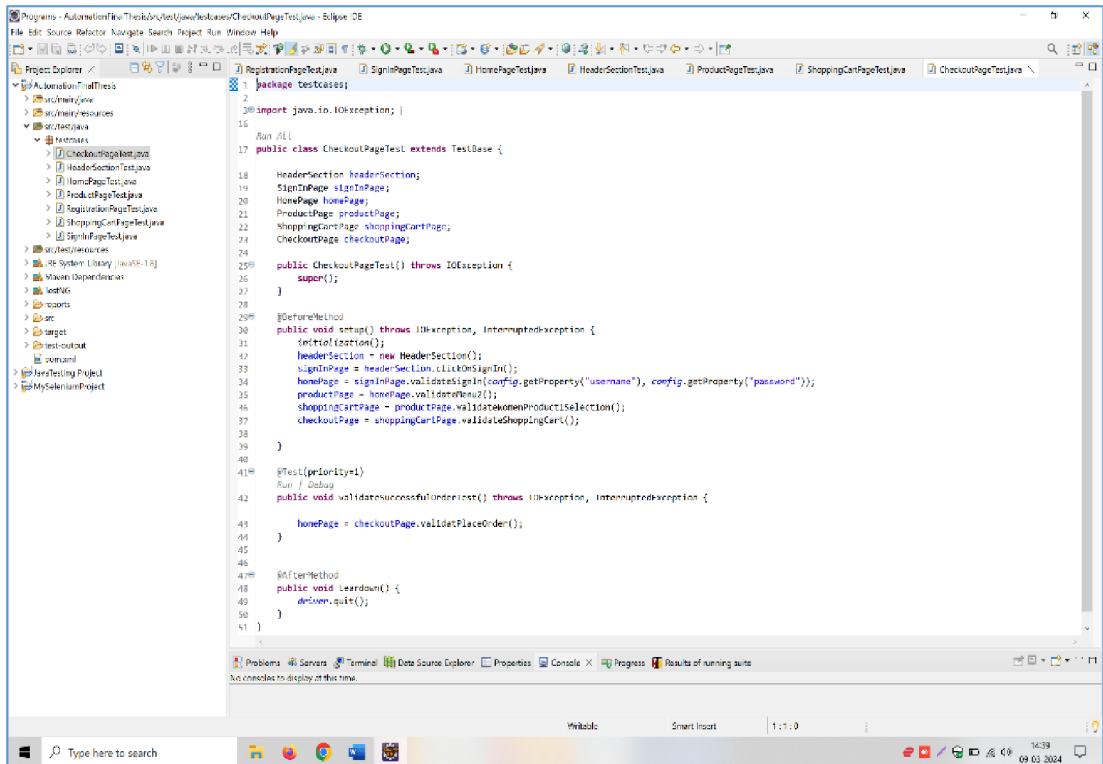 Programs - AutomationFinalThesis/src/test/java/testcases/CheckoutPageTest.java - Eclipse IDE
File Edit Source Refactor Navigate Search Project Run Window Help
Project Explorer
RegistrationPageTest.java SignInPageTest.java HomePageTest.java HeaderSectionTest.java ProductPageTest.java ShoppingCartPageTest.java CheckoutPageTest.java
AutomationFinalThesis
src/main/java
src/main/resources
src/test/java
testcases
CheckoutPageTest.java
HeaderSectionTest.java
HomePageTest.java
ProductPageTest.java
RegistrationPageTest.java
ShoppingCartPageTest.java
SignInPageTest.java
src/test/resources
JRE System Library [JavaSE-1.8]
Maven Dependencies
TestNG
reports
src
target
test-output
pom.xml
JavaTesting Project
MySeleniumProject
1 package testcases;
2
3 import java.io.IOException;
16
Run All
17 public class CheckoutPageTest extends TestBase {
18 HeaderSection headerSection;
19 SignInPage signInPage;
20 HomePage homePage;
21 ProductPage productPage;
22 ShoppingCartPage shoppingCartPage;
23 CheckoutPage checkoutPage;
24
25 public CheckoutPageTest() throws IOException {
26 super();
27 }
28
29 @BeforeMethod
30 public void setup() throws IOException, InterruptedException {
31 initialization();
32 headerSection = new HeaderSection();
33 signInPage = headerSection.clickOnSignIn();
34 homePage = signInPage.validateSignIn(config.getProperty("username"), config.getProperty("password"));
35 productPage = homePage.validateMenu2();
36 shoppingCartPage = productPage.validateWomenProduct1Selection();
37 checkoutPage = shoppingCartPage.validateShoppingCart();
38
39 }
40
41 @Test(priority=1)
Run | Debug
42 public void validateSuccessfulOrderTest() throws IOException, InterruptedException {
43 homePage = checkoutPage.validatPlaceOrder();
44 }
45
46
47 @AfterMethod
48 public void teardown() {
49 driver.quit();
50 }
51 }
Problems Servers Terminal Data Source Explorer Properties Console Progress Results of running suite
No consoles to display at this time.
Writable Smart Insert 1 : 1 : 0
Type here to search
14:39
09-03-2024